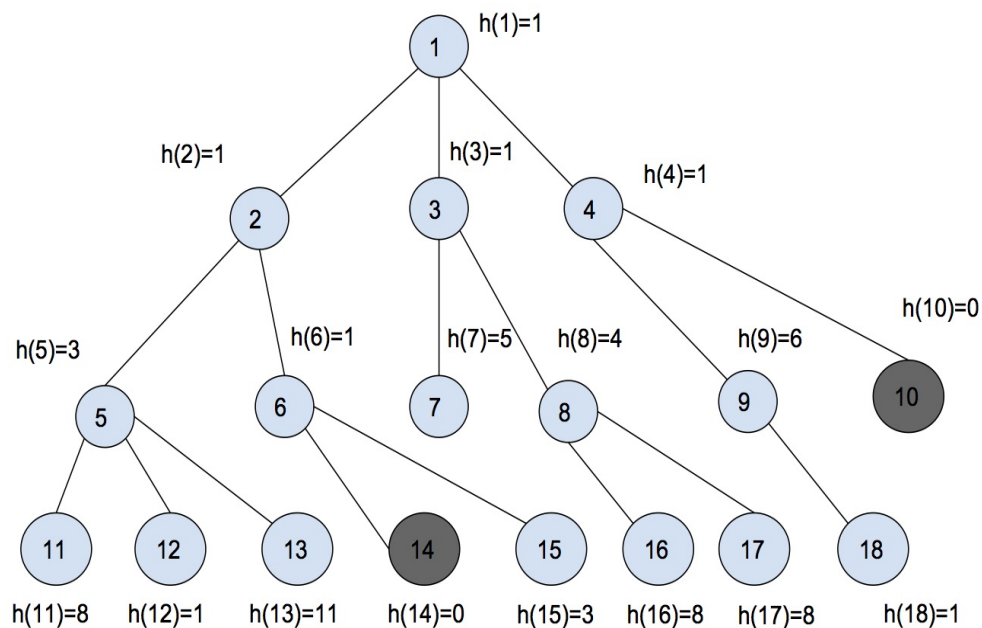 h(1)=1
1
h(2)=1
h(3)=1
h(4)=1
2
3
4
h(5)=3
h(6)=1
h(7)=5
h(8)=4
h(9)=6
h(10)=0
5
6
7
8
9
10
11
12
13
14
15
16
17
18
h(11)=8
h(12)=1
h(13)=11
h(14)=0
h(15)=3
h(16)=8
h(17)=8
h(18)=1